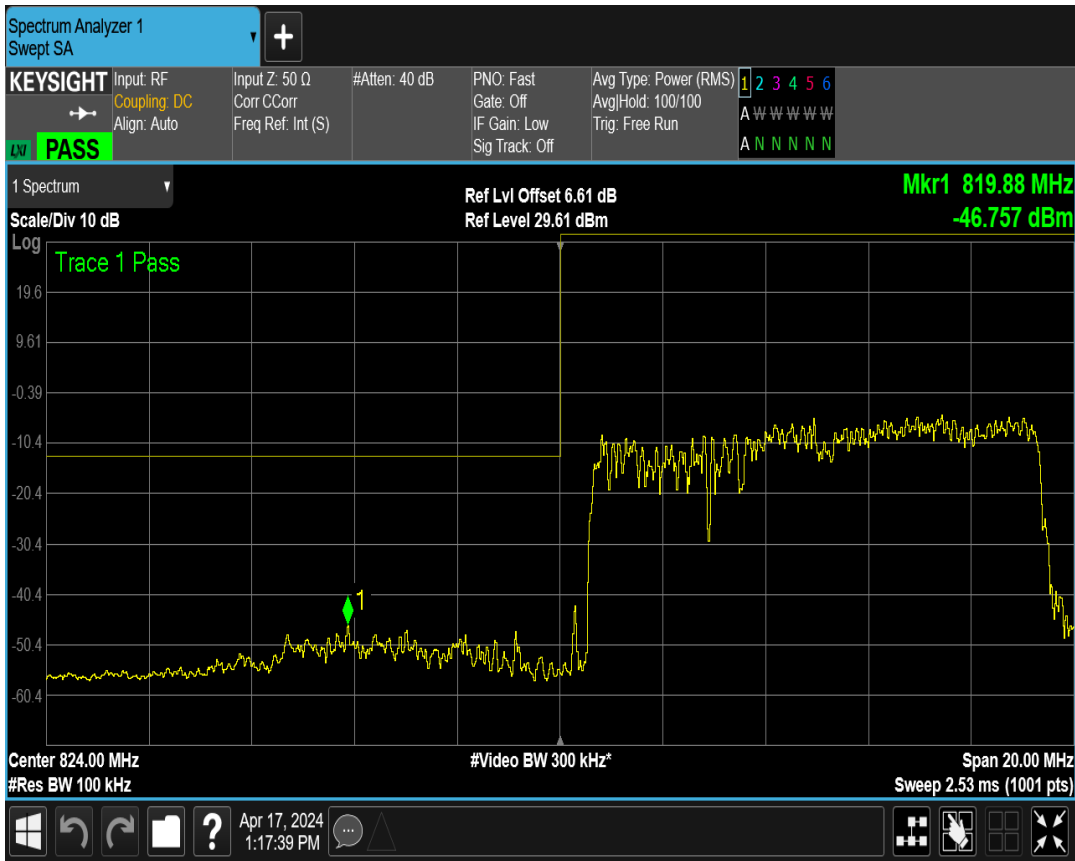 Spectrum Analyzer 1
Swept SA
+
KEYSIGHT
LXI PASS
Input: RF
Coupling: DC
Align: Auto
Input Z: 50 Ω
Corr CCorr
Freq Ref: Int (S)
#Atten: 40 dB
PNO: Fast
Gate: Off
IF Gain: Low
Sig Track: Off
Avg Type: Power (RMS)
Avg|Hold: 100/100
Trig: Free Run
1 2 3 4 5 6
A W W W W W
A N N N N N
1 Spectrum
Scale/Div 10 dB
Ref Lvl Offset 6.61 dB
Ref Level 29.61 dBm
Mkr1 819.88 MHz
-46.757 dBm
Log
Trace 1 Pass
19.6
9.61
-0.39
-10.4
-20.4
-30.4
-40.4
-50.4
-60.4
1
Center 824.00 MHz
#Video BW 300 kHz*
Span 20.00 MHz
#Res BW 100 kHz
Sweep 2.53 ms (1001 pts)
?
Apr 17, 2024
1:17:39 PM